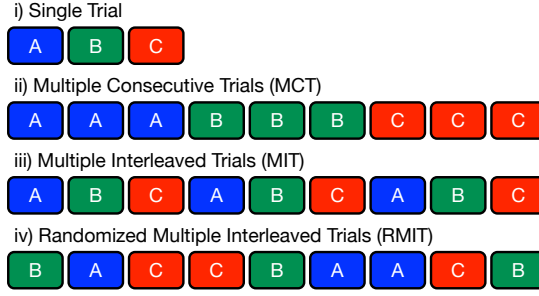 i) Single Trial
A B C
ii) Multiple Consecutive Trials (MCT)
A A A B B B C C C
iii) Multiple Interleaved Trials (MIT)
A B C A B C A B C
iv) Randomized Multiple Interleaved Trials (RMIT)
B A C C B A A C B